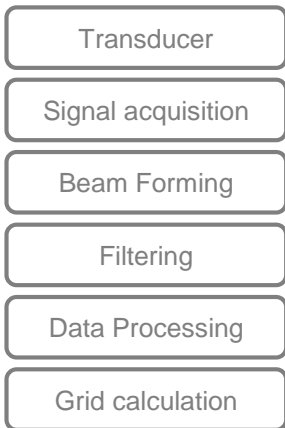 Transducer
Signal acquisition
Beam Forming
Filtering
Data Processing
Grid calculation